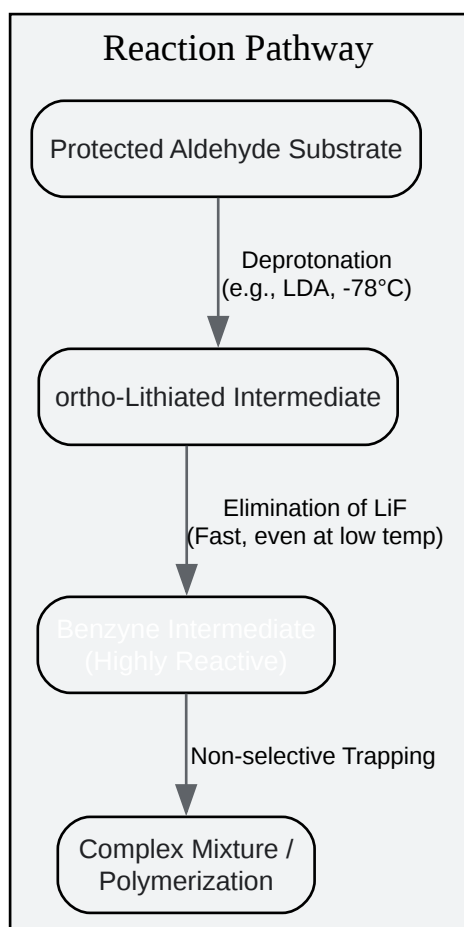 Reaction Pathway
Protected Aldehyde Substrate
Deprotonation
(e.g., LDA, -78°C)
ortho-Lithiated Intermediate
Elimination of LiF
(Fast, even at low temp)
Benzyne Intermediate
(Highly Reactive)
Non-selective Trapping
Complex Mixture /
Polymerization